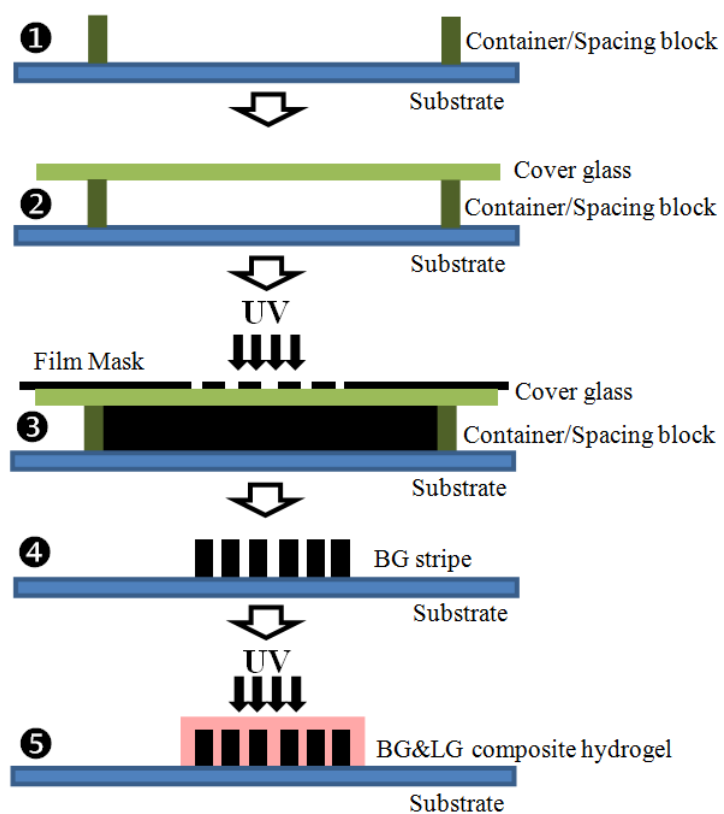 ❶
Container/Spacing block
Substrate
Cover glass
❷
Container/Spacing block
Substrate
UV
Film Mask
Cover glass
❸
Container/Spacing block
Substrate
❹
BG stripe
Substrate
UV
❺
BG&LG composite hydrogel
Substrate